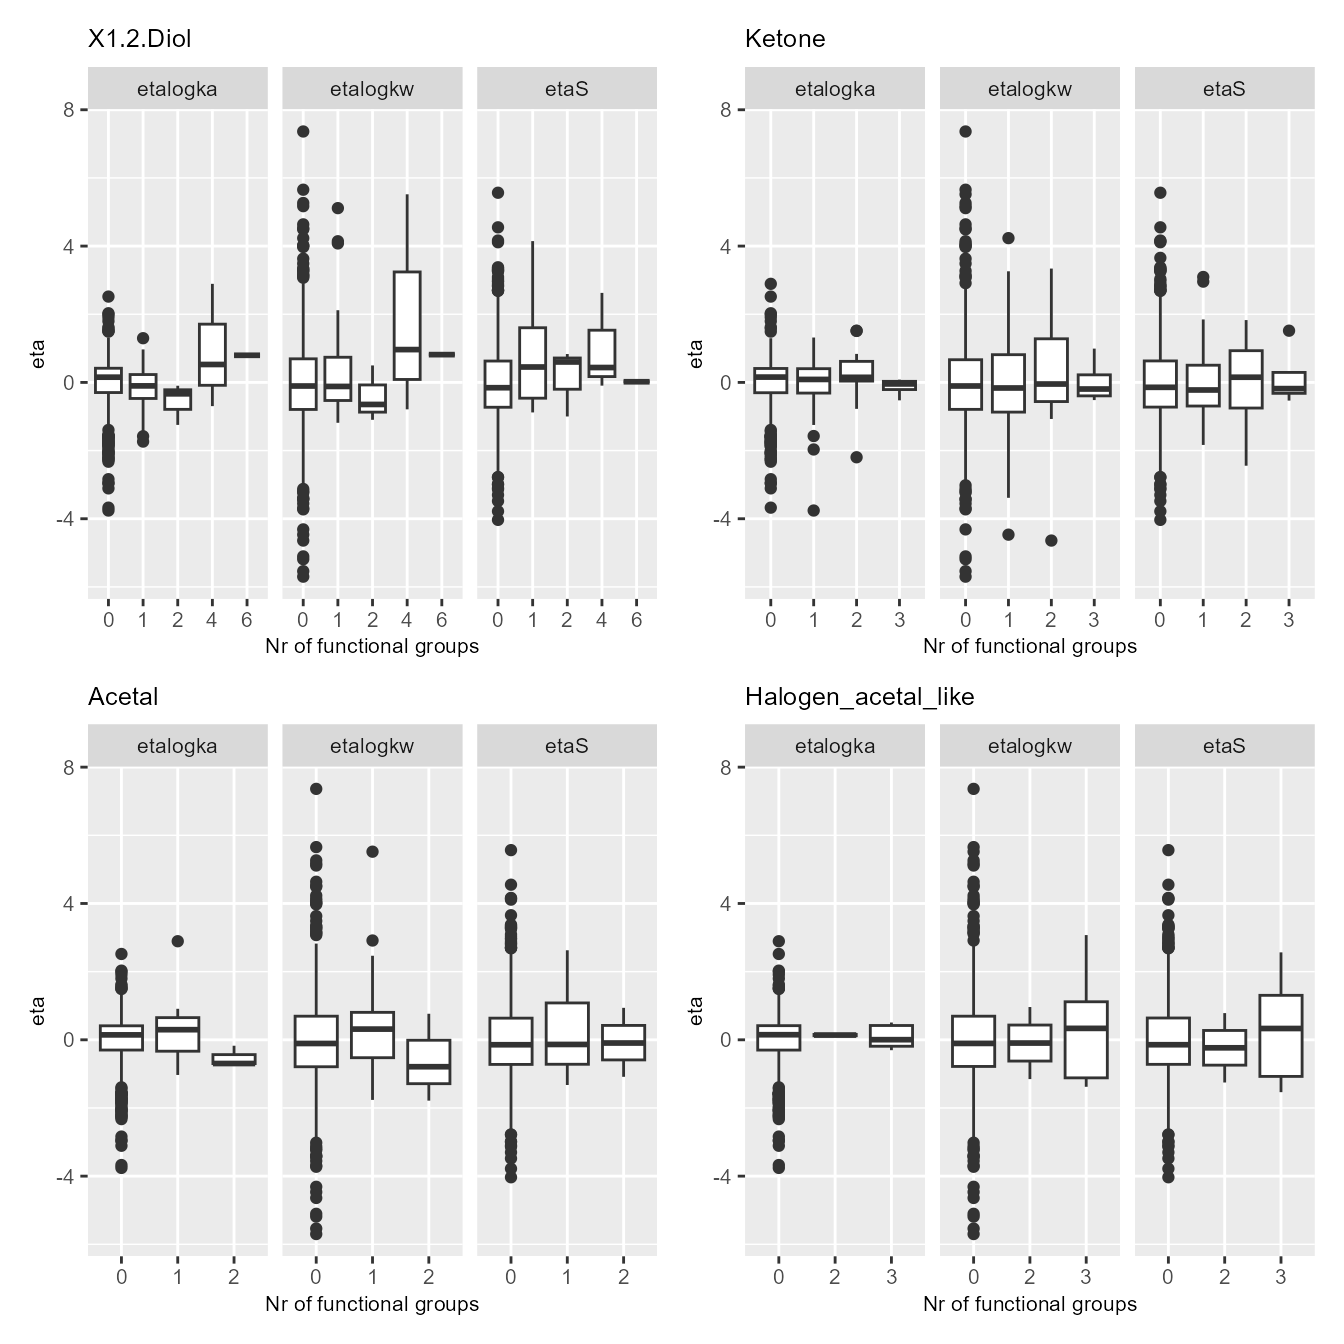 X1.2.Diol
etalogka etalogkw etaS
8
4
0
-4
eta
0 1 2 4 6 0 1 2 4 6 0 1 2 4 6
Nr of functional groups
Ketone
etalogka etalogkw etaS
8
4
0
-4
eta
0 1 2 3 0 1 2 3 0 1 2 3
Nr of functional groups
Acetal
etalogka etalogkw etaS
8
4
0
-4
eta
0 1 2 0 1 2 0 1 2
Nr of functional groups
Halogen_acetal_like
etalogka etalogkw etaS
8
4
0
-4
eta
0 2 3 0 2 3 0 2 3
Nr of functional groups